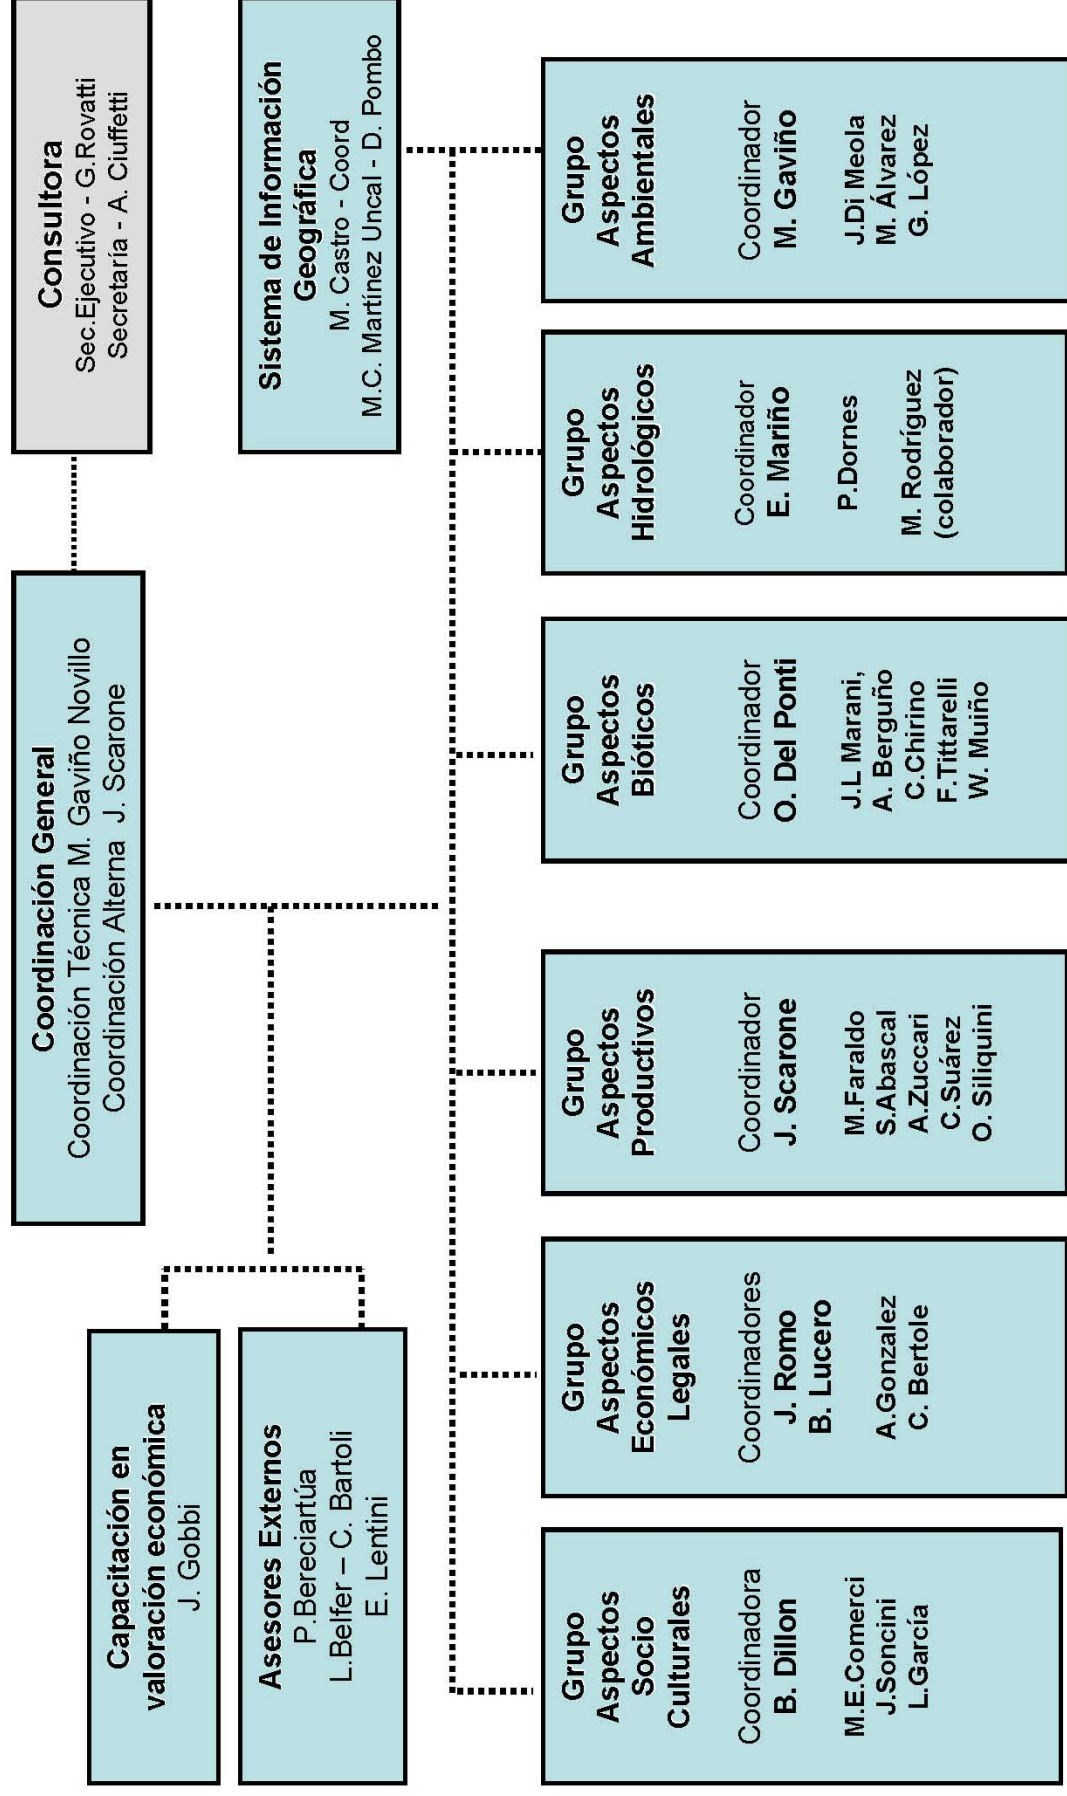 Coordinación General
Coordinación Técnica M. Gaviño Novillo
Coordinación Alterna J. Scarone
Consultora
Sec.Ejecutivo - G.Rovatti
Secretaría - A. Ciuffetti
Capacitación en
valoración económica
J. Gobbi
Asesores Externos
P.Bereciartúa
L.Belfer – C. Bartoli
E. Lentini
Sistema de Información
Geográfica
M. Castro - Coord
M.C. Martínez Uncal - D. Pombo
Grupo
Aspectos
Socio
Culturales
Coordinadora
B. Dillon
M.E.Comerci
J.Soncini
L.García
Grupo
Aspectos
Económicos
Legales
Coordinadores
J. Romo
B. Lucero
A.Gonzalez
C. Bertole
Grupo
Aspectos
Productivos
Coordinador
J. Scarone
M.Faraldo
S.Abascal
A.Zuccari
C.Suárez
O. Siliquini
Grupo
Aspectos
Bióticos
Coordinador
O. Del Ponti
J.L Marani,
A. Berguño
C.Chirino
F.Tittarelli
W. Muiño
Grupo
Aspectos
Hidrológicos
Coordinador
E. Mariño
P.Dornes
M. Rodríguez
(colaborador)
Grupo
Aspectos
Ambientales
Coordinador
M. Gaviño
J.Di Meola
M. Álvarez
G. López